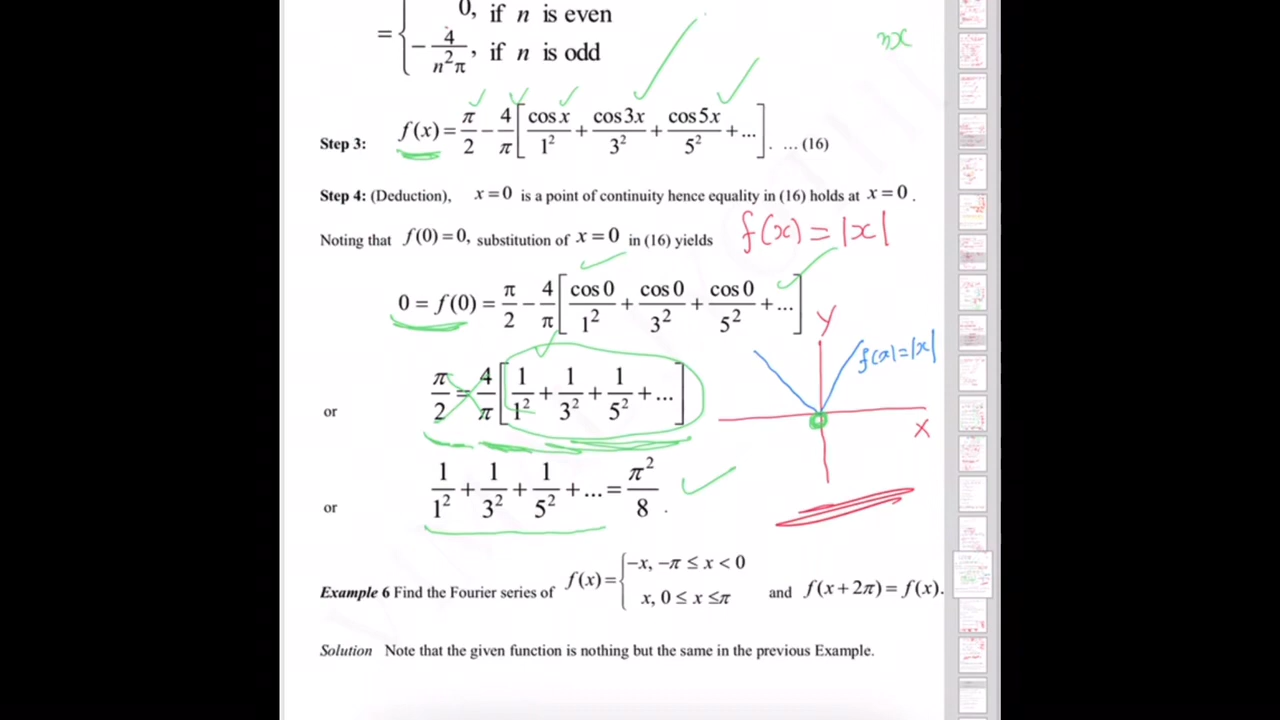 0, if n is even
nx
= { -4/(n²π), if n is odd
Step 3: f(x) = π/2 − 4/π [ cos x/1² + cos 3x/3² + cos 5x/5² + ... ]. ... (16)
Step 4: (Deduction), x = 0 is a point of continuity hence equality in (16) holds at x = 0 .
Noting that f(0) = 0, substitution of x = 0 in (16) yields
f(x) = |x|
0 = f(0) = π/2 − 4/π [ cos 0/1² + cos 0/3² + cos 0/5² + ... ]
Y
f(x)=|x|
or π/2 = 4/π [ 1/1² + 1/3² + 1/5² + ... ]
X
or 1/1² + 1/3² + 1/5² + ... = π²/8 .
Example 6 Find the Fourier series of f(x) = { −x, −π ≤ x < 0
x, 0 ≤ x ≤ π and f(x + 2π) = f(x).
Solution Note that the given function is nothing but the same in the previous Example.